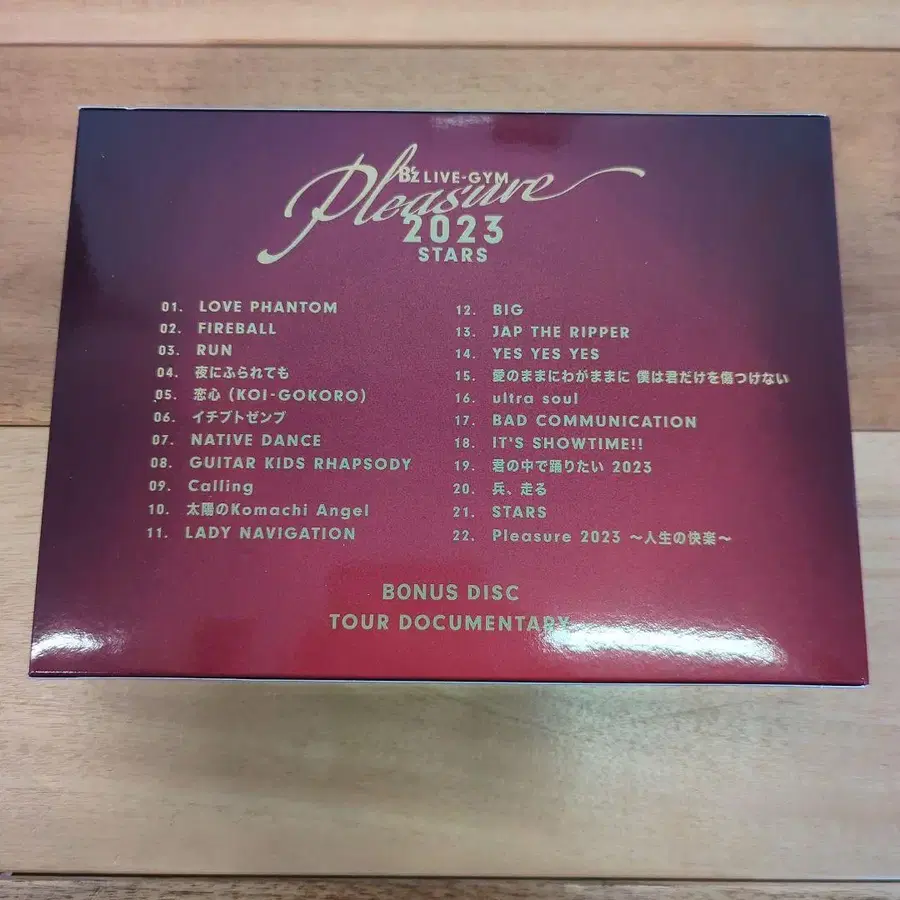 B'z LIVE-GYM
Pleasure
2023
STARS
01. LOVE PHANTOM
02. FIREBALL
03. RUN
04. 夜にふられても
05. 恋心 (KOI-GOKORO)
06. イチブトゼンブ
07. NATIVE DANCE
08. GUITAR KIDS RHAPSODY
09. Calling
10. 太陽のKomachi Angel
11. LADY NAVIGATION
12. BIG
13. JAP THE RIPPER
14. YES YES YES
15. 愛のままにわがままに 僕は君だけを傷つけない
16. ultra soul
17. BAD COMMUNICATION
18. IT'S SHOWTIME!!
19. 君の中で踊りたい 2023
20. 兵、走る
21. STARS
22. Pleasure 2023 〜人生の快楽〜
BONUS DISC
TOUR DOCUMENTARY